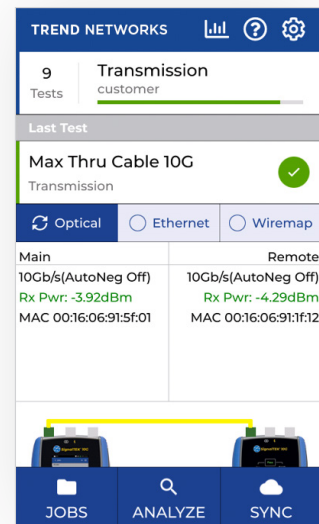 TREND NETWORKS
9 Tests
Transmission
customer
Last Test
Max Thru Cable 10G
Transmission
Optical Ethernet Wiremap
Main Remote
10Gb/s(AutoNeg Off) 10Gb/s(AutoNeg Off)
Rx Pwr: -3.92dBm Rx Pwr: -4.29dBm
MAC 00:16:06:91:5f:01 MAC 00:16:06:91:1f:12
JOBS ANALYZE SYNC